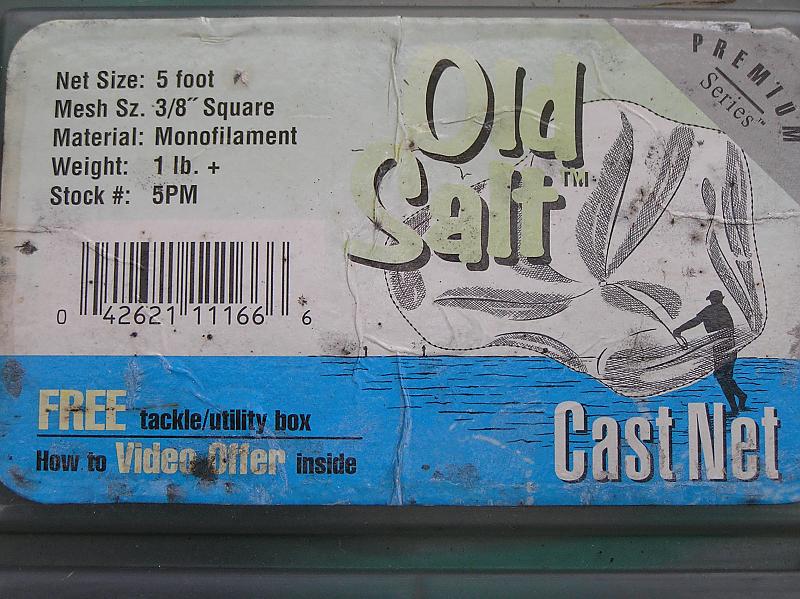 Net Size: 5 foot
Mesh Sz. 3/8" Square
Material: Monofilament
Weight: 1 lb. +
Stock #: 5PM
0 42621 11166 6
Old
Salt™
PREMIUM
Series™
FREE tackle/utility box
How to Video Offer inside
Cast Net